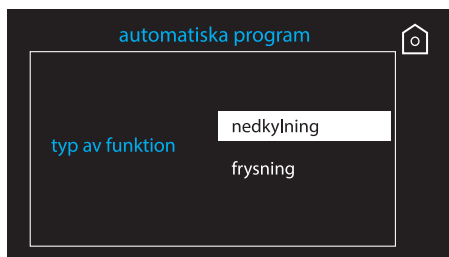 automatiska program
nedkylning
typ av funktion
frysning